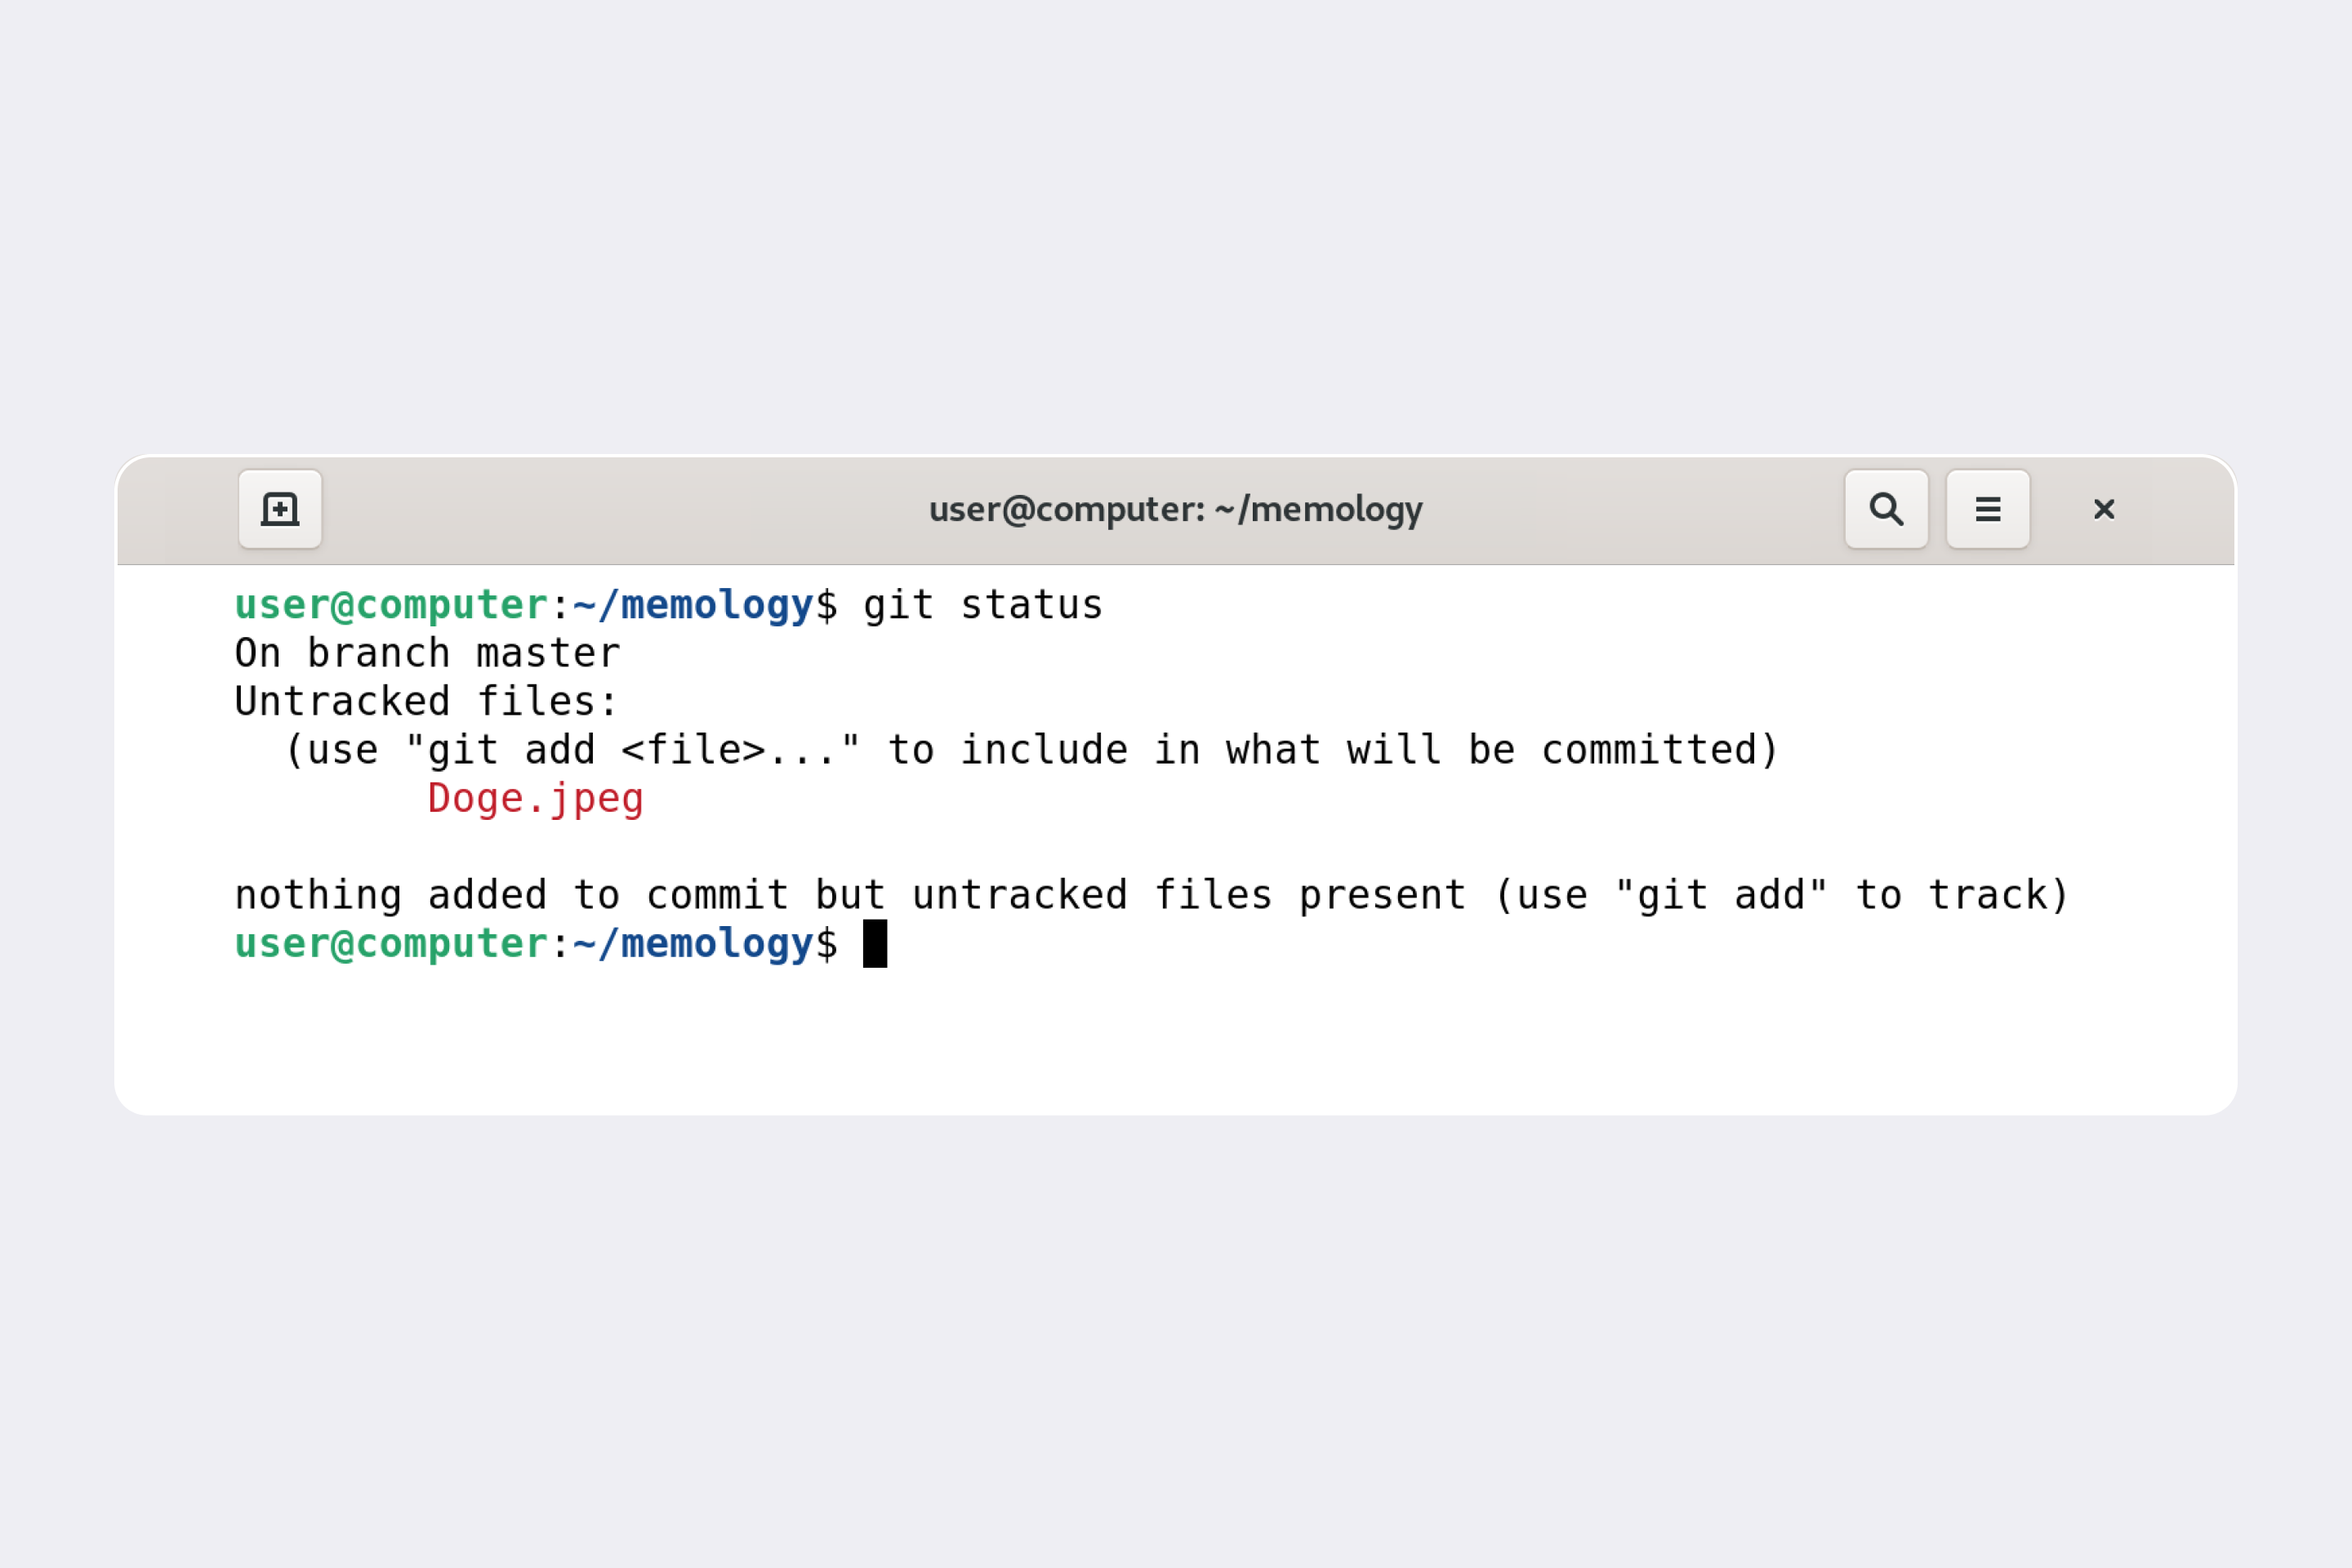 user@computer: ~/memology
user@computer:~/memology$ git status
On branch master
Untracked files:
  (use "git add <file>..." to include in what will be committed)
        Doge.jpeg

nothing added to commit but untracked files present (use "git add" to track)
user@computer:~/memology$